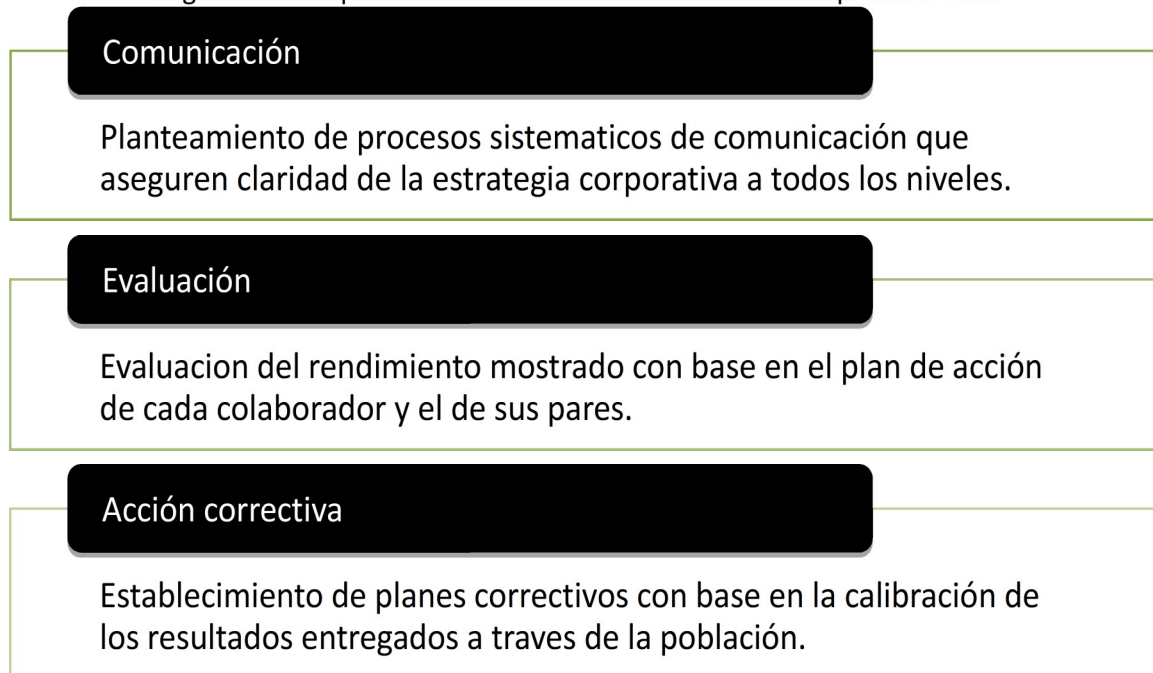 Comunicación
Planteamiento de procesos sistematicos de comunicación que
aseguren claridad de la estrategia corporativa a todos los niveles.
Evaluación
Evaluacion del rendimiento mostrado con base en el plan de acción
de cada colaborador y el de sus pares.
Acción correctiva
Establecimiento de planes correctivos con base en la calibración de
los resultados entregados a traves de la población.